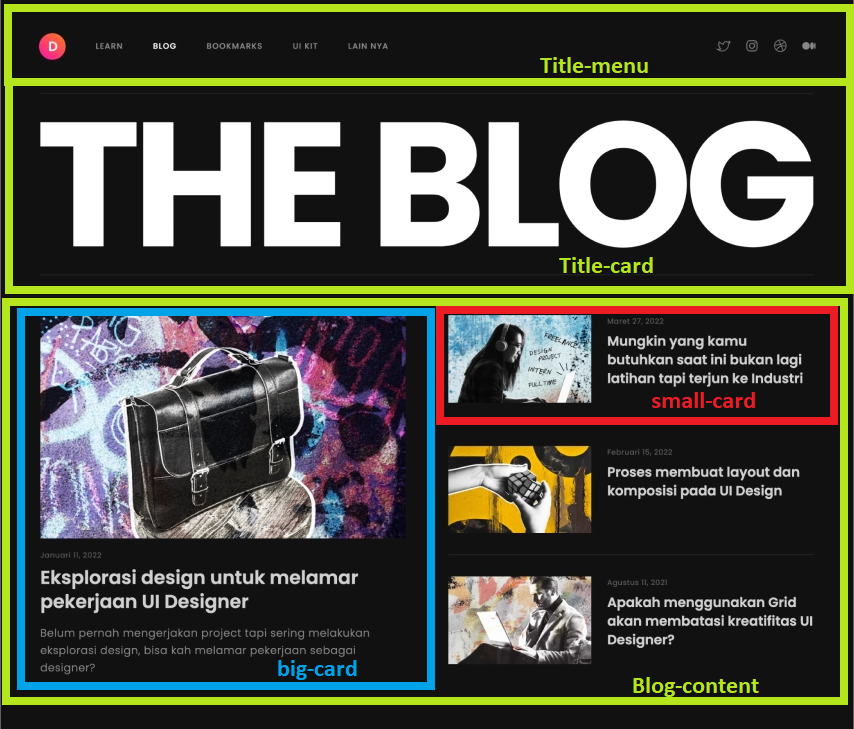 D LEARN BLOG BOOKMARKS UI KIT LAIN NYA
Title-menu
THE BLOG
Title-card
Januari 11, 2022
Eksplorasi design untuk melamar
pekerjaan UI Designer
Belum pernah mengerjakan project tapi sering melakukan
eksplorasi design, bisa kah melamar pekerjaan sebagai
designer?
big-card
FREELANCE
DESIGN
PROJECT
INTERN
FULLTIME
Maret 27, 2022
Mungkin yang kamu
butuhkan saat ini bukan lagi
latihan tapi terjun ke Industri
small-card
Februari 15, 2022
Proses membuat layout dan
komposisi pada UI Design
Agustus 11, 2021
Apakah menggunakan Grid
akan membatasi kreatifitas UI
Designer?
Blog-content